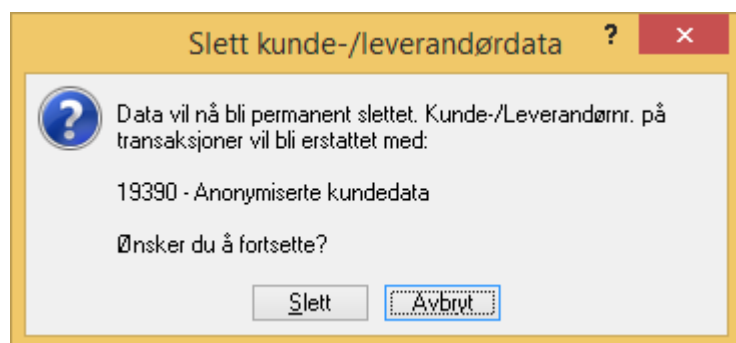 Slett kunde-/leverandørdata
?
Data vil nå bli permanent slettet. Kunde-/Leverandørnr. på
transaksjoner vil bli erstattet med:
19390 - Anonymiserte kundedata
Ønsker du å fortsette?
Slett
Avbryt